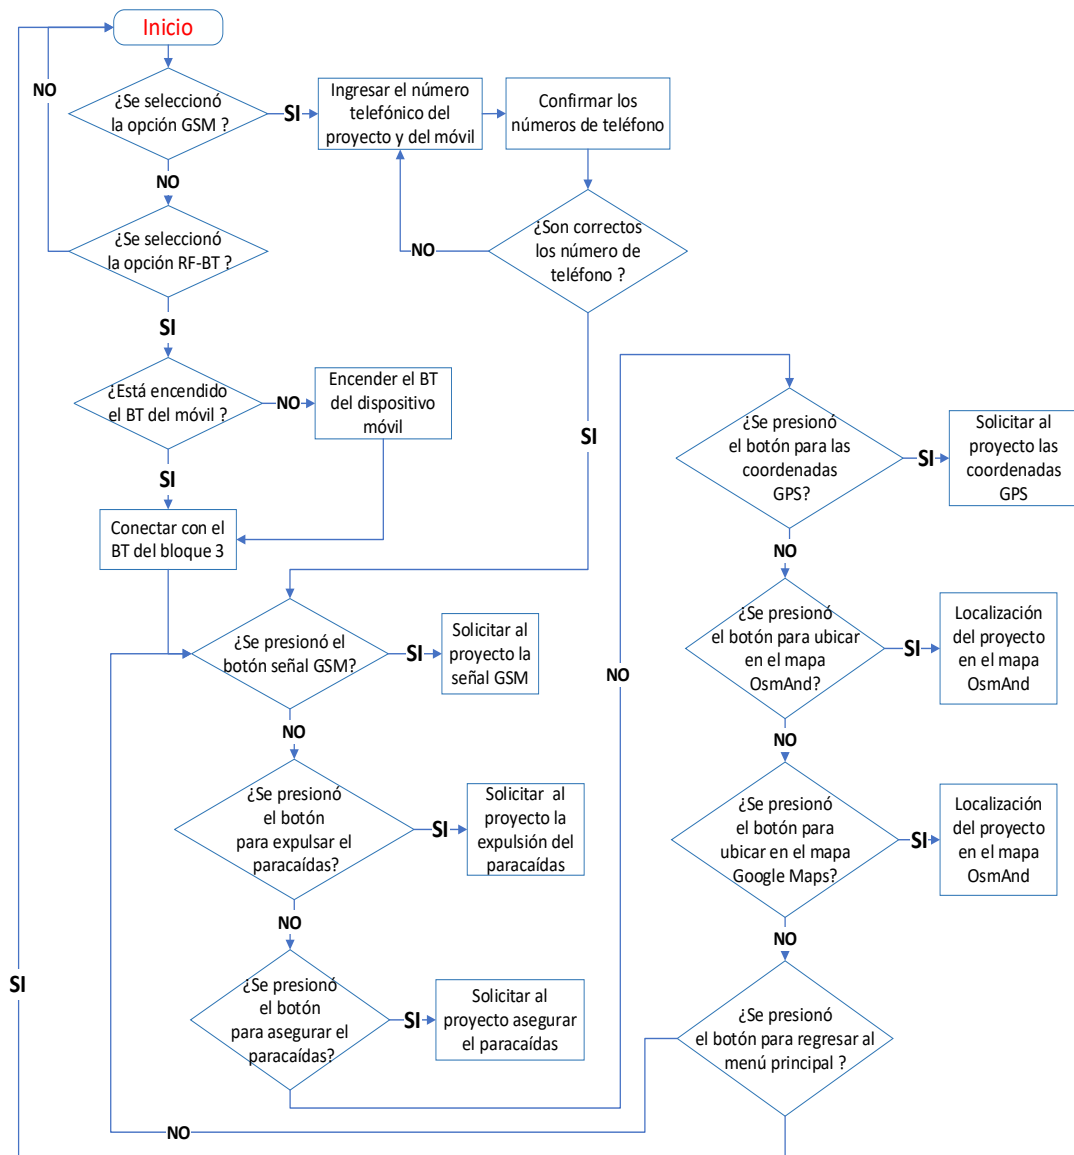 Inicio
NO
¿Se seleccionó
la opción GSM ?
SI
Ingresar el número
telefónico del
proyecto y del móvil
Confirmar los
números de teléfono
NO
¿Se seleccionó
la opción RF-BT ?
¿Son correctos
los número de
teléfono ?
NO
SI
¿Está encendido
el BT del móvil ?
NO
Encender el BT
del dispositivo
móvil
SI
SI
Conectar con el
BT del bloque 3
¿Se presionó el
botón señal GSM?
SI
Solicitar al
proyecto la
señal GSM
NO
¿Se presionó
el botón
para expulsar el
paracaídas?
SI
Solicitar al
proyecto la
expulsión del
paracaídas
NO
¿Se presionó
el botón
para asegurar el
paracaídas?
SI
Solicitar al
proyecto asegurar
el paracaídas
NO
¿Se presionó
el botón para las
coordenadas
GPS?
SI
Solicitar al
proyecto las
coordenadas
GPS
NO
¿Se presionó
el botón para ubicar
en el mapa
OsmAnd?
SI
Localización
del proyecto
en el mapa
OsmAnd
NO
¿Se presionó
el botón para
ubicar en el mapa
Google Maps?
SI
Localización
del proyecto
en el mapa
OsmAnd
NO
¿Se presionó
el botón para regresar al
menú principal ?
NO
SI